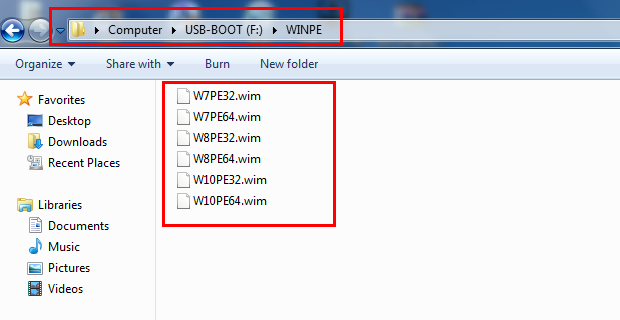 Computer USB-BOOT (F:) WINPE
Organize Share with Burn New folder
Favorites
Desktop
Downloads
Recent Places
Libraries
Documents
Music
Pictures
Videos
W7PE32.wim
W7PE64.wim
W8PE32.wim
W8PE64.wim
W10PE32.wim
W10PE64.wim